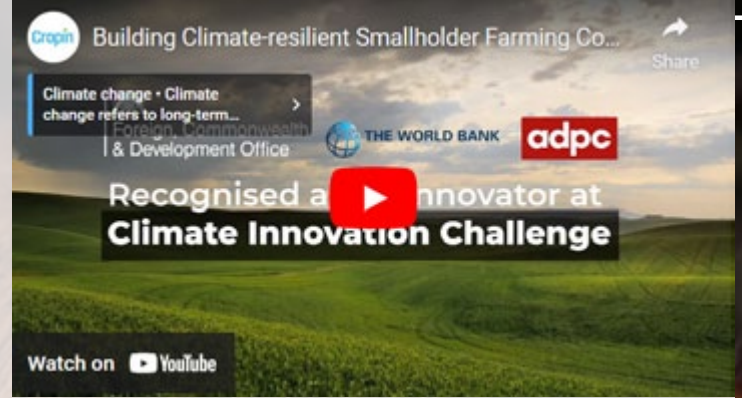 Cropin
Building Climate-resilient Smallholder Farming Co...
Share
Climate change • Climate
change refers to long-term...
Foreign, Commonwealth
& Development Office
THE WORLD BANK
adpc
Recognised a nnovator at
Climate Innovation Challenge
Watch on YouTube